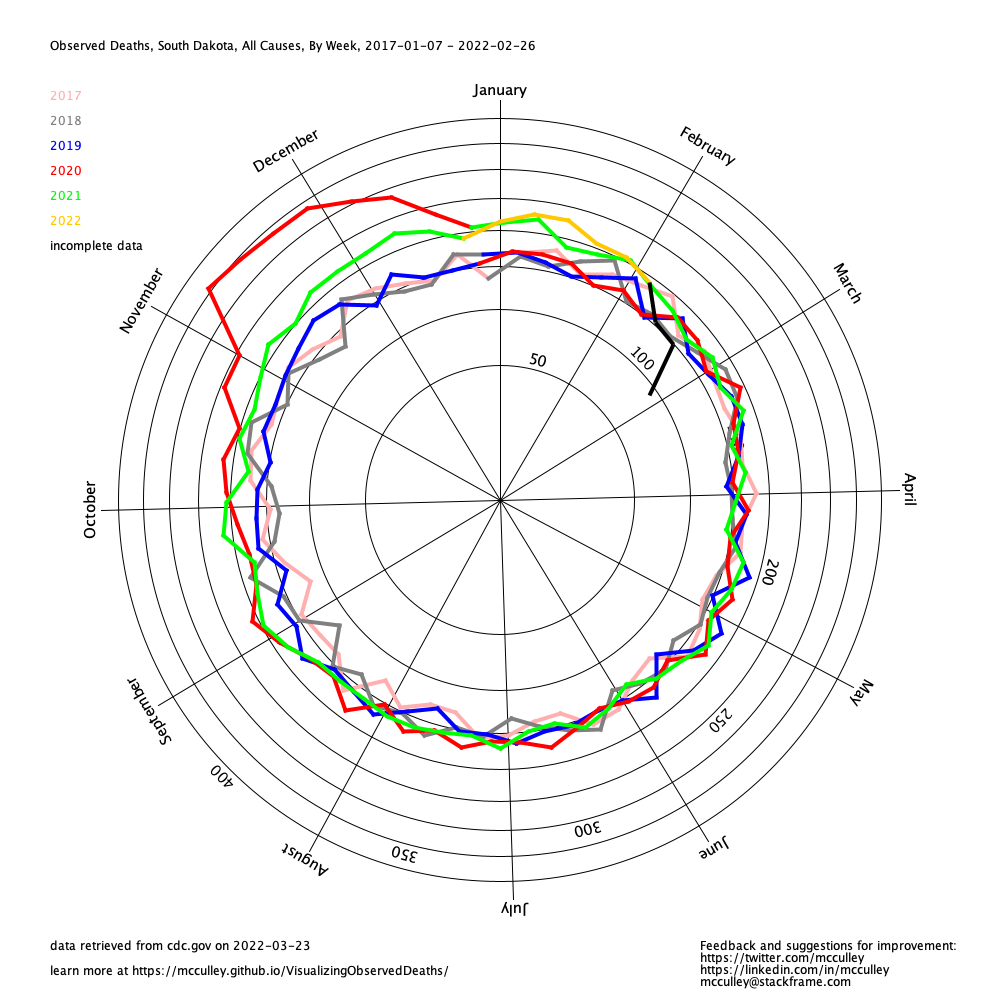 Observed Deaths, South Dakota, All Causes, By Week, 2017-01-07 - 2022-02-26
2017
2018
2019
2020
2021
2022
incomplete data
January
February
March
April
May
June
July
August
September
October
November
December
50
100
200
250
300
350
400
data retrieved from cdc.gov on 2022-03-23
learn more at https://mcculley.github.io/VisualizingObservedDeaths/
Feedback and suggestions for improvement:
https://twitter.com/mcculley
https://linkedin.com/in/mcculley
mcculley@stackframe.com